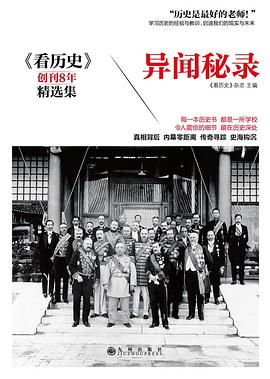 “历史是最好的老师！”
学习历史的经验与教训，启迪我们的现实与未来
《看历史》
创刊8年
精选集
异闻秘录
《看历史》杂志 主编
每一本历史书 都是一所学校
令人震惊的细节 藏在历史深处
真相背后 内幕零距离 传奇寻踪 史海钩沉
九州出版社
JIUZHOUPRESS